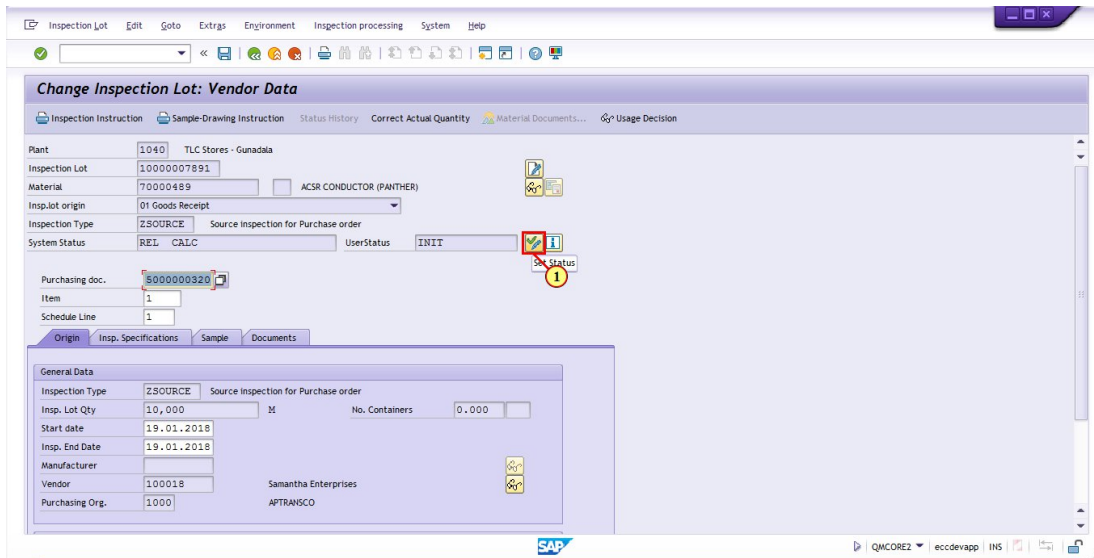 Inspection Lot Edit Goto Extras Environment Inspection processing System Help
Change Inspection Lot: Vendor Data
Inspection Instruction Sample-Drawing Instruction Status History Correct Actual Quantity Material Documents... Usage Decision
Plant 1040 TLC Stores - Gunadala
Inspection Lot 10000007891
Material 70000489 ACSR CONDUCTOR (PANTHER)
Insp.lot origin 01 Goods Receipt
Inspection Type ZSOURCE Source inspection for Purchase order
System Status REL CALC UserStatus INIT
Set Status
1
Purchasing doc. 5000000320
Item 1
Schedule Line 1
Origin Insp. Specifications Sample Documents
General Data
Inspection Type ZSOURCE Source inspection for Purchase order
Insp. Lot Qty 10,000 M No. Containers 0.000
Start date 19.01.2018
Insp. End Date 19.01.2018
Manufacturer
Vendor 100018 Samantha Enterprises
Purchasing Org. 1000 APTRANSCO
SAP QMCORE2 eccdevapp INS